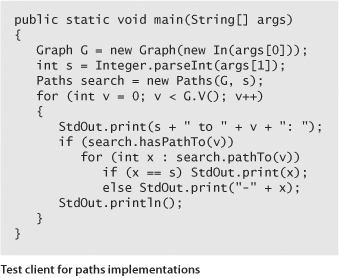 public static void main(String[] args)
{
   Graph G = new Graph(new In(args[0]));
   int s = Integer.parseInt(args[1]);
   Paths search = new Paths(G, s);
   for (int v = 0; v < G.V(); v++)
   {
      StdOut.print(s + " to " + v + ": ");
      if (search.hasPathTo(v))
         for (int x : search.pathTo(v))
            if (x == s) StdOut.print(x);
            else StdOut.print("-" + x);
      StdOut.println();
   }
}
Test client for paths implementations